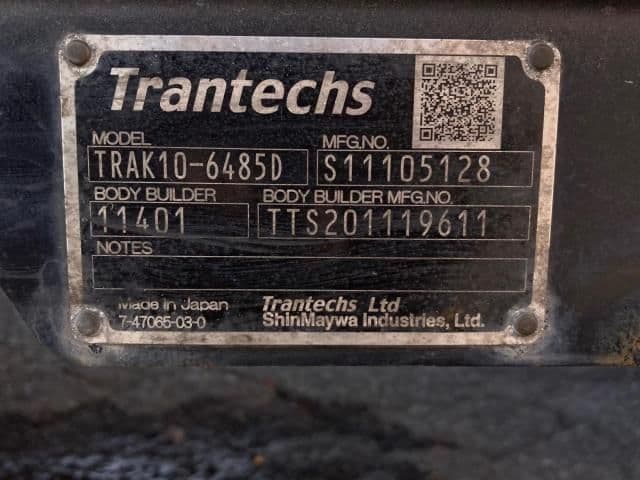 Trantechs
MODEL MFG.NO.
TRAK10-6485D S11105128
BODY BUILDER BODY BUILDER MFG.NO.
11401 TTS201119611
NOTES
Made in Japan Trantechs Ltd
7-47065-03-0 ShinMaywa Industries, Ltd.